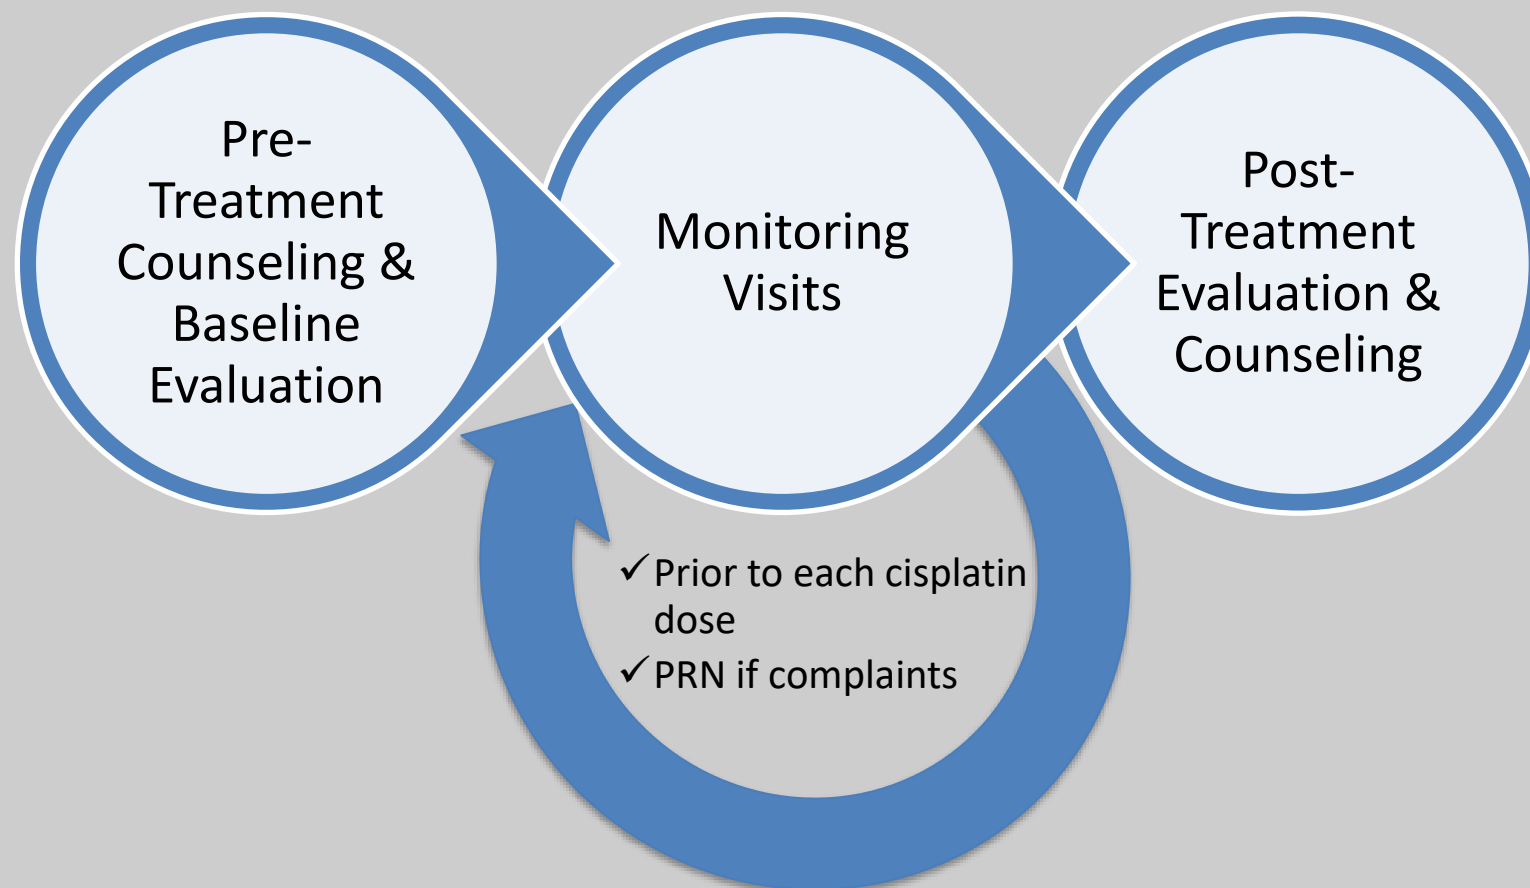 Pre-
Treatment
Counseling &
Baseline
Evaluation
Monitoring
Visits
Post-
Treatment
Evaluation &
Counseling
✓ Prior to each cisplatin
dose
✓ PRN if complaints